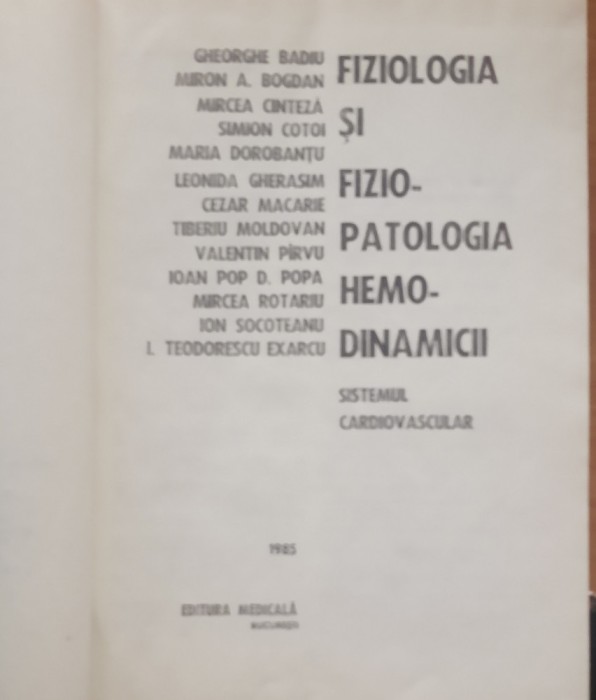 GHEORGHE BADIU
MIRON A. BOGDAN
MIRCEA CINTEZĂ
SIMION COTOI
MARIA DOROBANȚU
LEONIDA GHERASIM
CEZAR MACARIE
TIBERIU MOLDOVAN
VALENTIN PÎRVU
IOAN POP D. POPA
MIRCEA ROTARIU
ION SOCOTEANU
I. TEODORESCU EXARCU
FIZIOLOGIA
ȘI
FIZIO-
PATOLOGIA
HEMO-
DINAMICII
SISTEMUL
CARDIOVASCULAR
1985
EDITURA MEDICALĂ
BUCUREȘTI